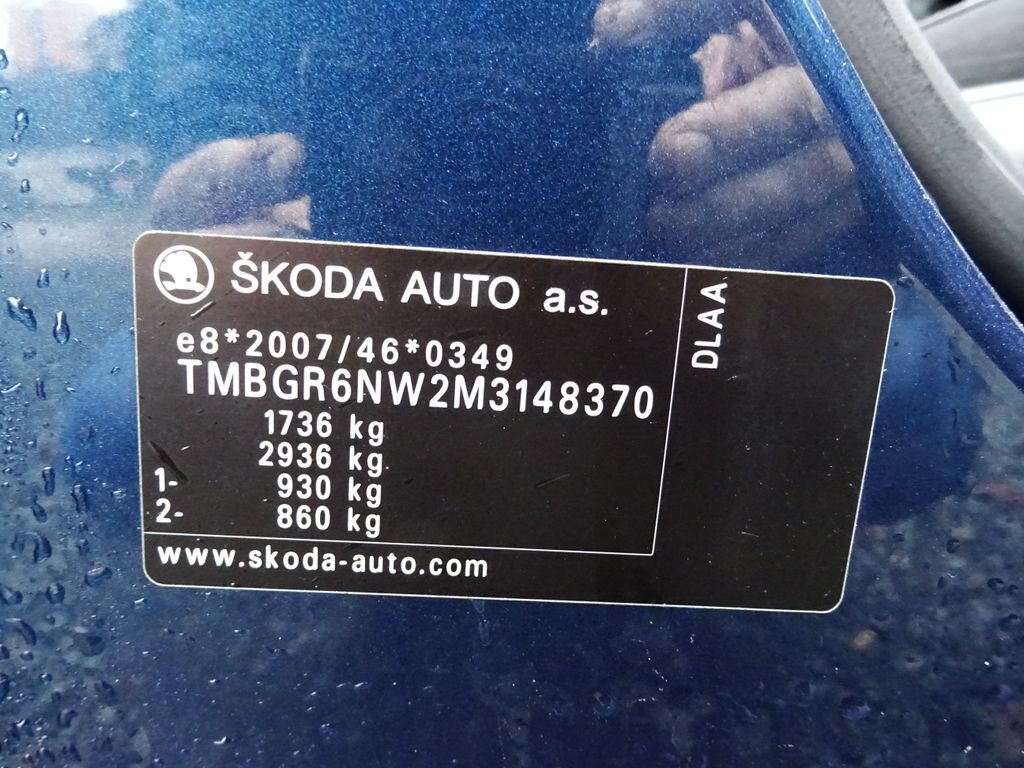 ŠKODA AUTO a.s.
e8*2007/46*0349
TMBGR6NW2M3148370
1736 kg
2936 kg
1- 930 kg
2- 860 kg
www.skoda-auto.com
DLAA